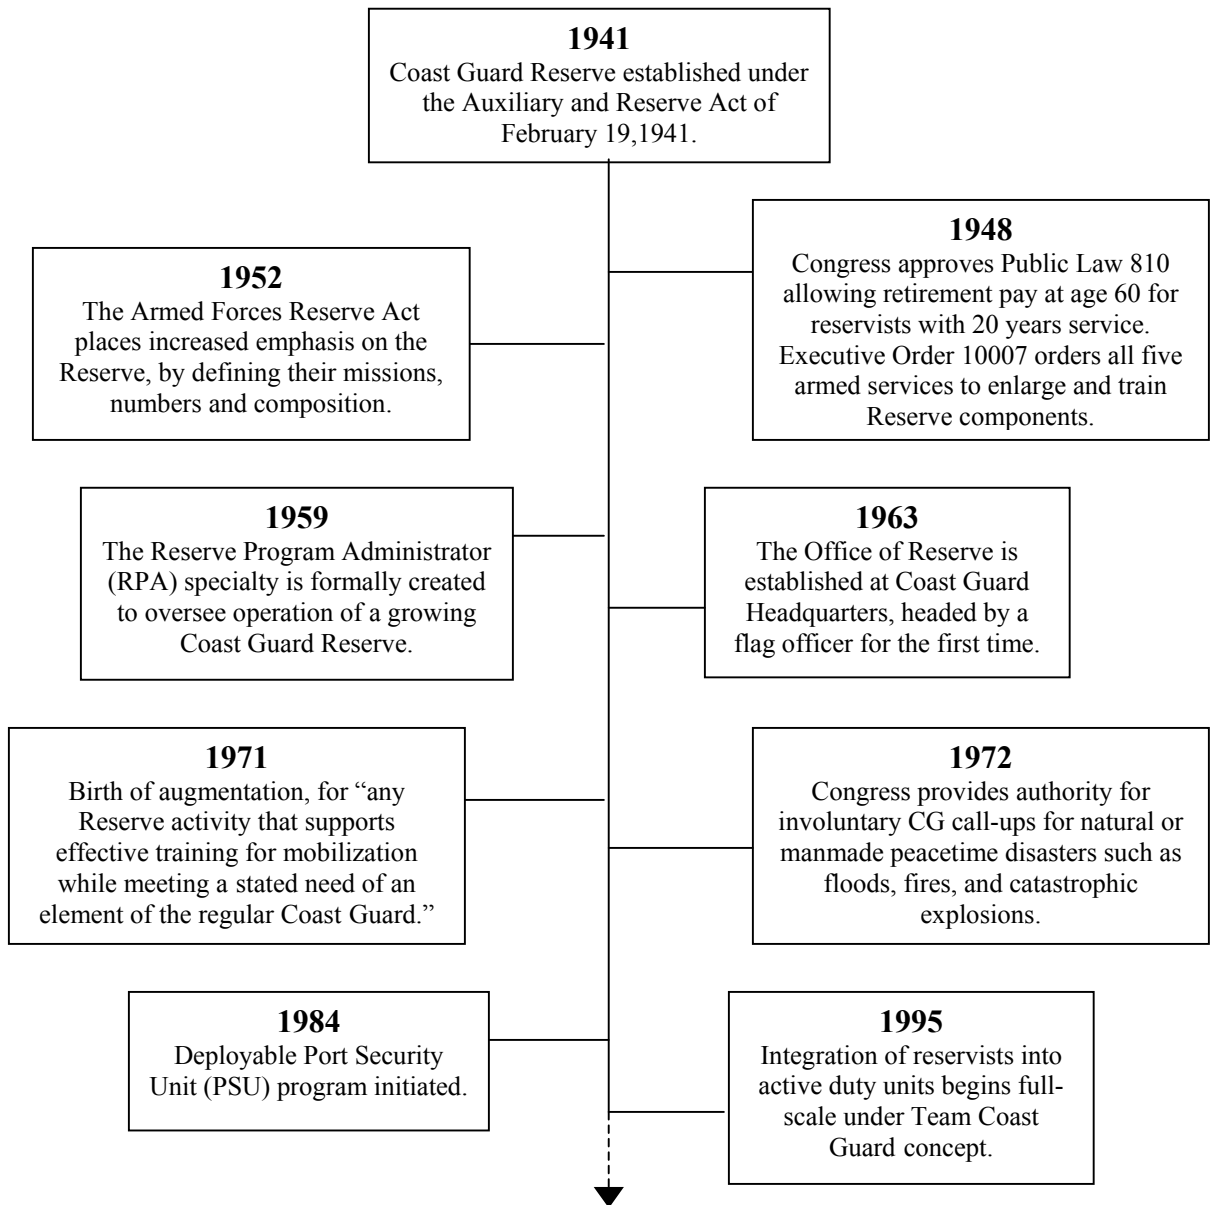 1941
Coast Guard Reserve established under
the Auxiliary and Reserve Act of
February 19,1941.
1948
Congress approves Public Law 810
allowing retirement pay at age 60 for
reservists with 20 years service.
Executive Order 10007 orders all five
armed services to enlarge and train
Reserve components.
1952
The Armed Forces Reserve Act
places increased emphasis on the
Reserve, by defining their missions,
numbers and composition.
1959
The Reserve Program Administrator
(RPA) specialty is formally created
to oversee operation of a growing
Coast Guard Reserve.
1963
The Office of Reserve is
established at Coast Guard
Headquarters, headed by a
flag officer for the first time.
1971
Birth of augmentation, for “any
Reserve activity that supports
effective training for mobilization
while meeting a stated need of an
element of the regular Coast Guard.”
1972
Congress provides authority for
involuntary CG call-ups for natural or
manmade peacetime disasters such as
floods, fires, and catastrophic
explosions.
1984
Deployable Port Security
Unit (PSU) program initiated.
1995
Integration of reservists into
active duty units begins full-
scale under Team Coast
Guard concept.